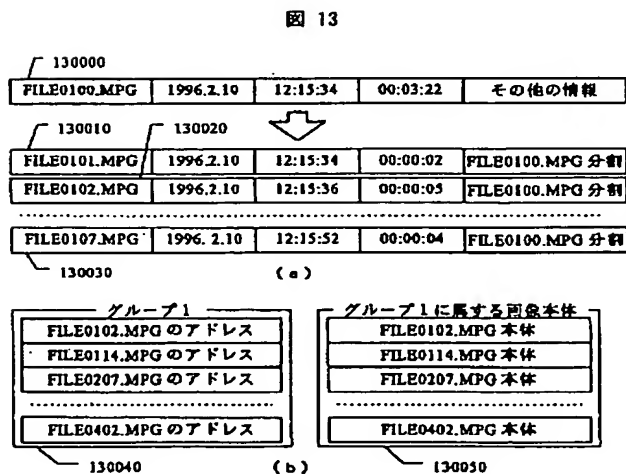 図 13
130000
FILE0100.MPG 1996.2.10 12:15:34 00:03:22 その他の情報
130010 130020
FILE0101.MPG 1996.2.10 12:15:34 00:00:02 FILE0100.MPG 分割
FILE0102.MPG 1996.2.10 12:15:36 00:00:05 FILE0100.MPG 分割
FILE0107.MPG 1996. 2.10 12:15:52 00:00:04 FILE0100.MPG 分割
130030 (a)
グループ1 グループ1に属する画像本体
FILE0102.MPG のアドレス FILE0102.MPG 本体
FILE0114.MPG のアドレス FILE0114.MPG 本体
FILE0207.MPG のアドレス FILE0207.MPG 本体
FILE0402.MPG のアドレス FILE0402.MPG 本体
130040 (b) 130050